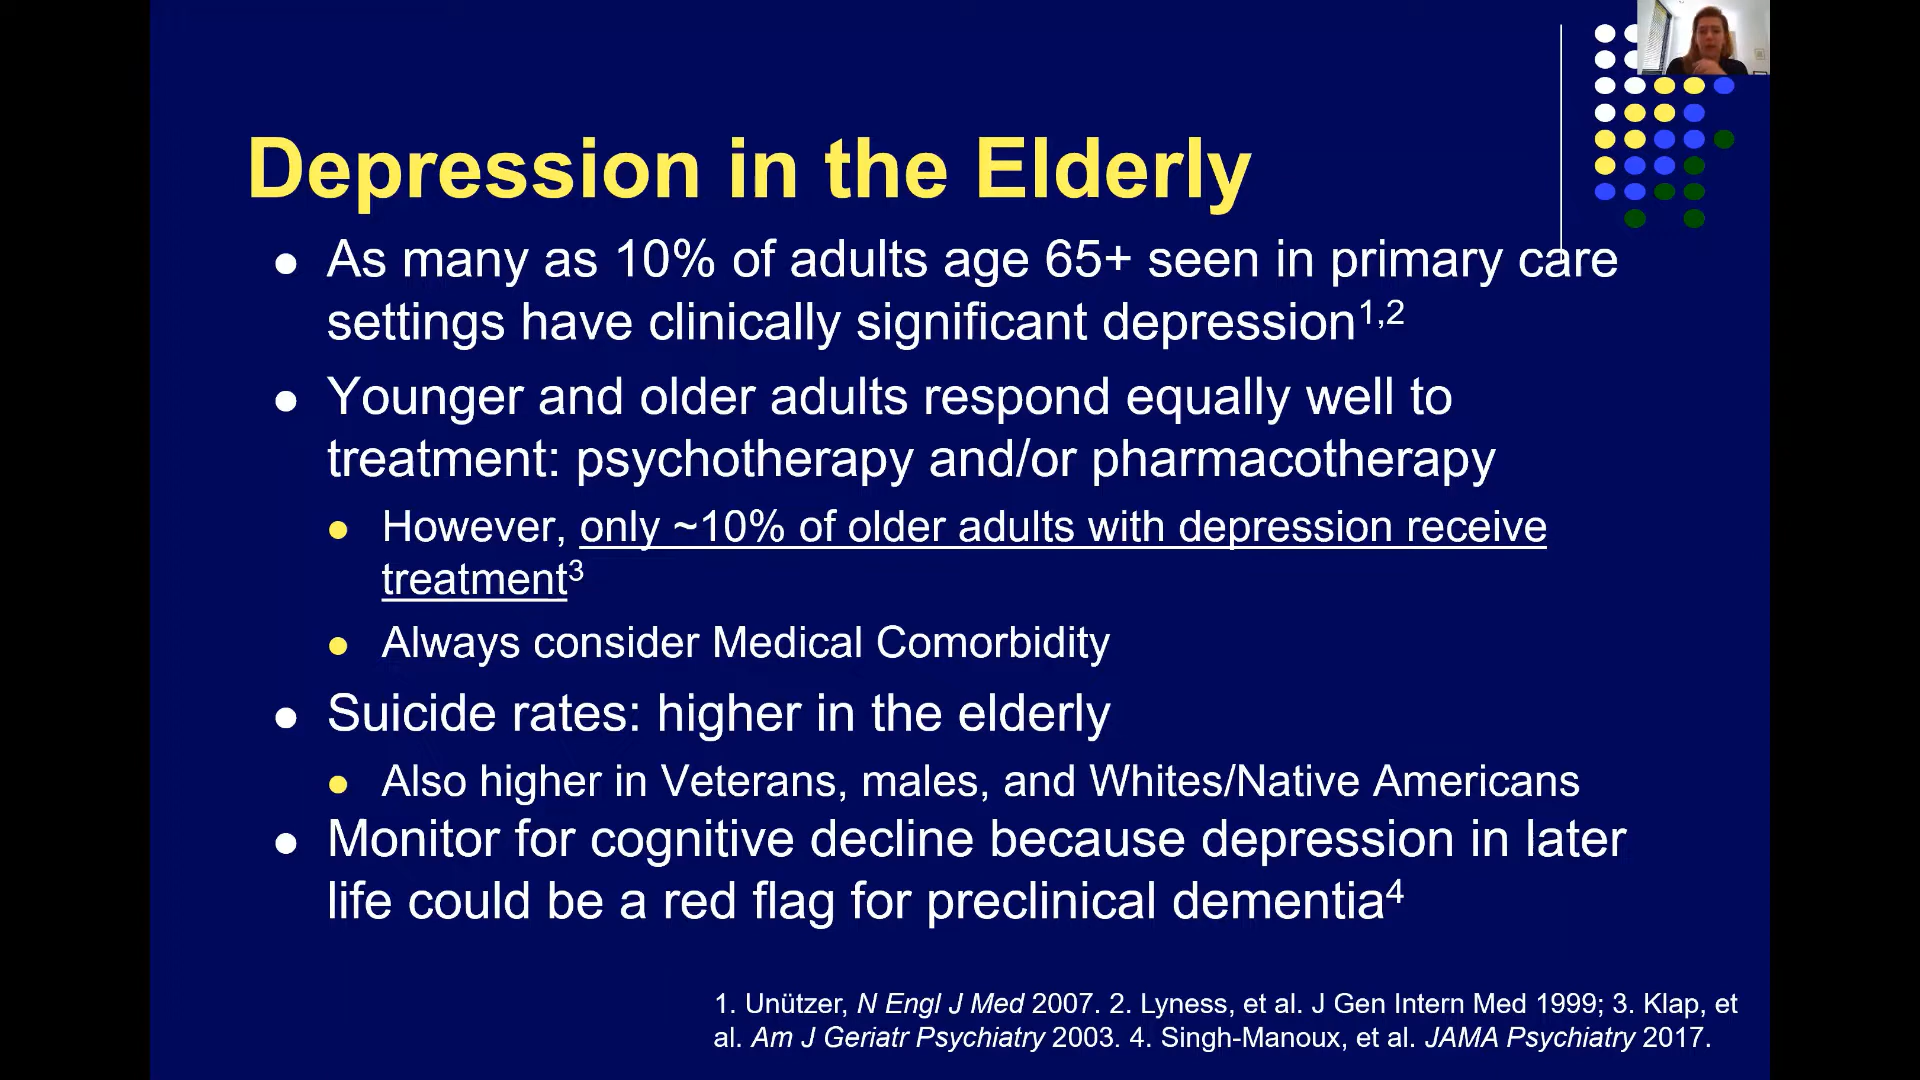 Depression in the Elderly
As many as 10% of adults age 65+ seen in primary care
settings have clinically significant depression1,2
Younger and older adults respond equally well to
treatment: psychotherapy and/or pharmacotherapy
However, only ~10% of older adults with depression receive
treatment3
Always consider Medical Comorbidity
Suicide rates: higher in the elderly
Also higher in Veterans, males, and Whites/Native Americans
Monitor for cognitive decline because depression in later
life could be a red flag for preclinical dementia4
1. Unützer, N Engl J Med 2007. 2. Lyness, et al. J Gen Intern Med 1999; 3. Klap, et
al. Am J Geriatr Psychiatry 2003. 4. Singh-Manoux, et al. JAMA Psychiatry 2017.